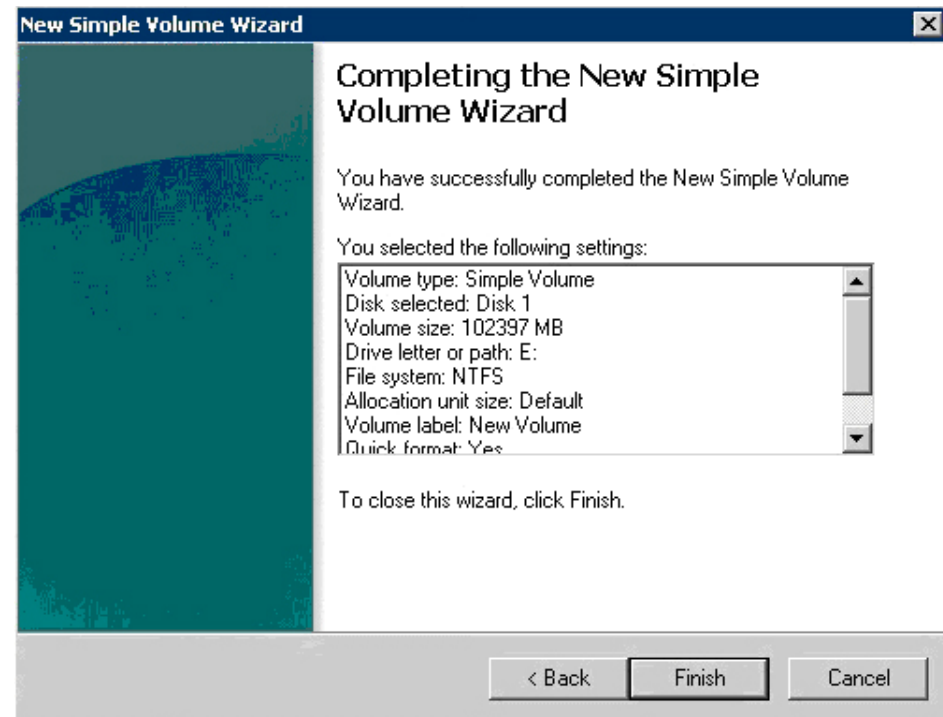 New Simple Volume Wizard
Completing the New Simple
Volume Wizard
You have successfully completed the New Simple Volume
Wizard.
You selected the following settings:
Volume type: Simple Volume
Disk selected: Disk 1
Volume size: 102397 MB
Drive letter or path: E:
File system: NTFS
Allocation unit size: Default
Volume label: New Volume
Quick format: Yes
To close this wizard, click Finish.
< Back Finish Cancel